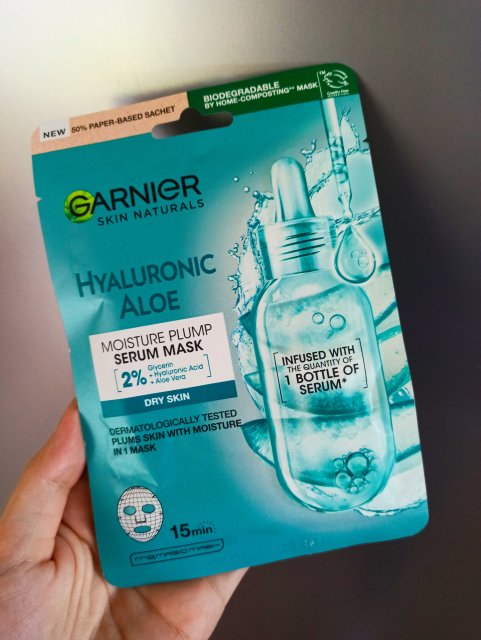 NEW 50% PAPER-BASED SACHET
BIODEGRADABLE
BY HOME-COMPOSTING** MASK
Cruelty Free
GARNIER
SKIN NATURALS
HYALURONIC
ALOE
MOISTURE PLUMP
SERUM MASK
2% Glycerin
+ Hyaluronic Acid
+ Aloe Vera
DRY SKIN
INFUSED WITH
THE QUANTITY OF
1 BOTTLE OF
SERUM*
DERMATOLOGICALLY TESTED
PLUMS SKIN WITH MOISTURE
IN 1 MASK
15min